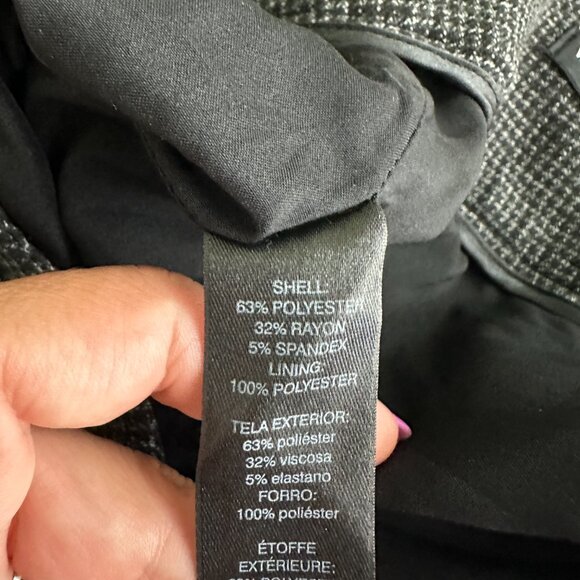 SHELL:
63% POLYESTER
32% RAYON
5% SPANDEX
LINING:
100% POLYESTER
TELA EXTERIOR:
63% poliéster
32% viscosa
5% elastano
FORRO:
100% poliéster
ÉTOFFE
EXTÉRIEURE: